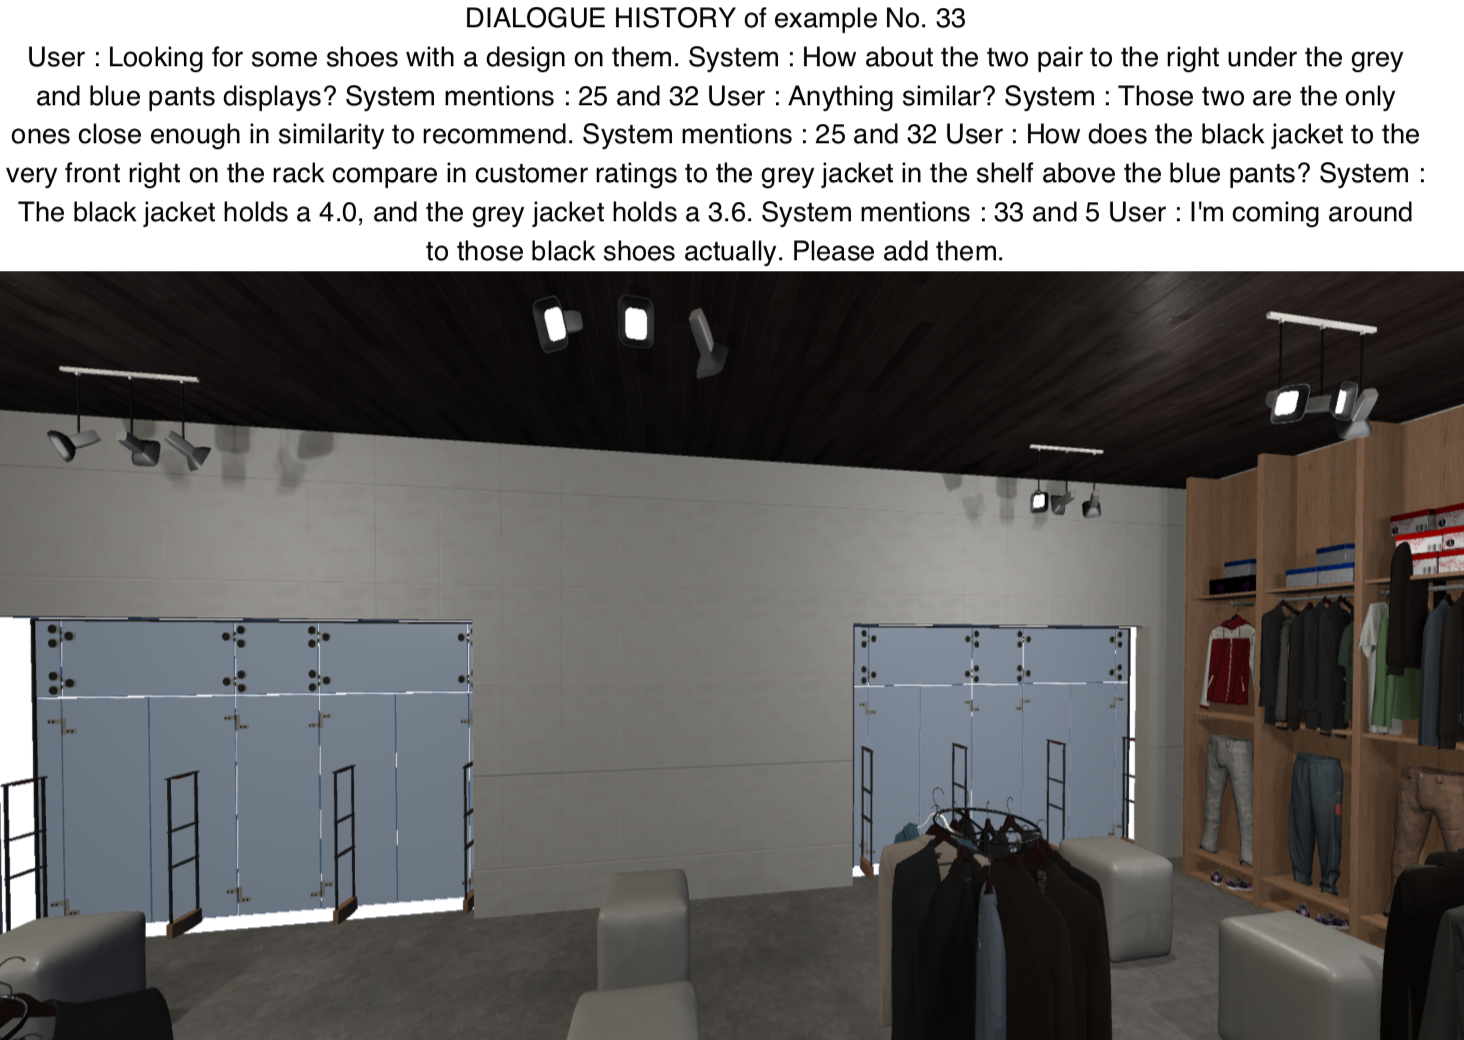 DIALOGUE HISTORY of example No. 33
User : Looking for some shoes with a design on them. System : How about the two pair to the right under the grey
and blue pants displays? System mentions : 25 and 32 User : Anything similar? System : Those two are the only
ones close enough in similarity to recommend. System mentions : 25 and 32 User : How does the black jacket to the
very front right on the rack compare in customer ratings to the grey jacket in the shelf above the blue pants? System :
The black jacket holds a 4.0, and the grey jacket holds a 3.6. System mentions : 33 and 5 User : I'm coming around
to those black shoes actually. Please add them.